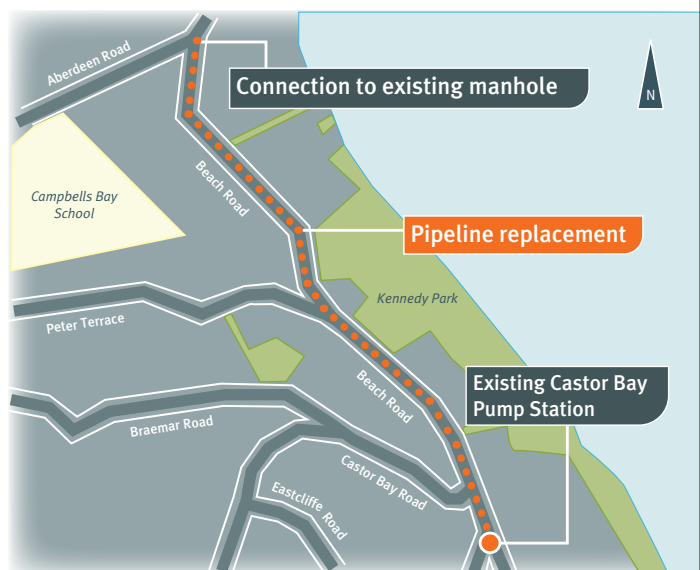 Aberdeen Road
Connection to existing manhole
N
Campbells Bay
School
Beach Road
Pipeline replacement
Kennedy Park
Peter Terrace
Beach Road
Existing Castor Bay
Pump Station
Braemar Road
Castor Bay Road
Eastcliffe Road